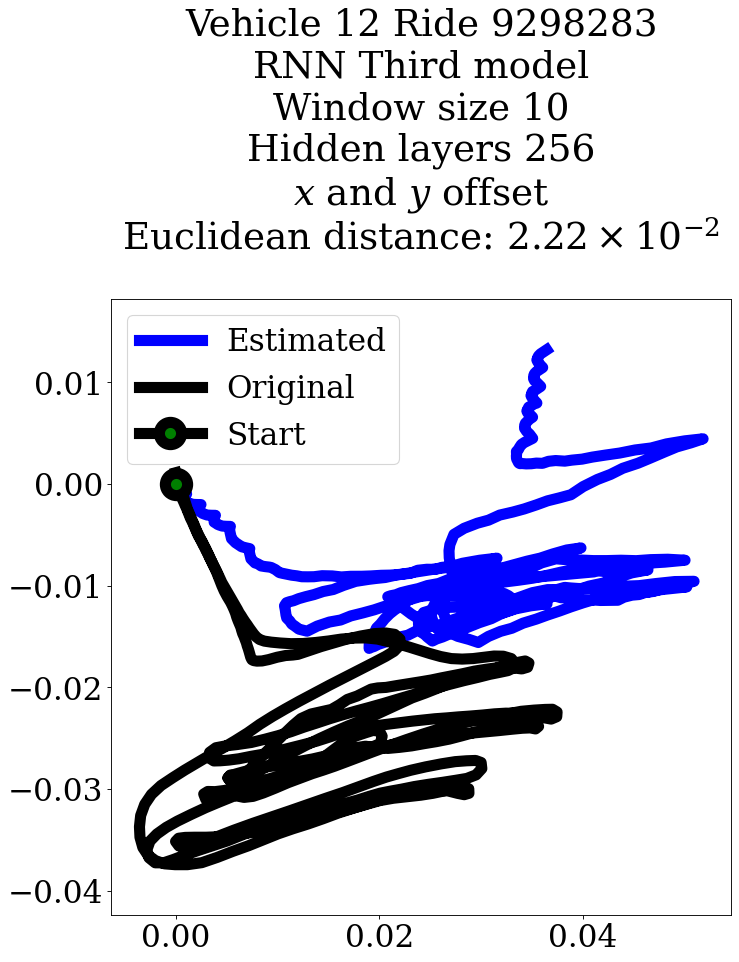 Vehicle 12 Ride 9298283
RNN Third model
Window size 10
Hidden layers 256
x and y offset
Euclidean distance: 2.22 × 10⁻²
Estimated
Original
Start
0.01
0.00
−0.01
−0.02
−0.03
−0.04
0.00 0.02 0.04